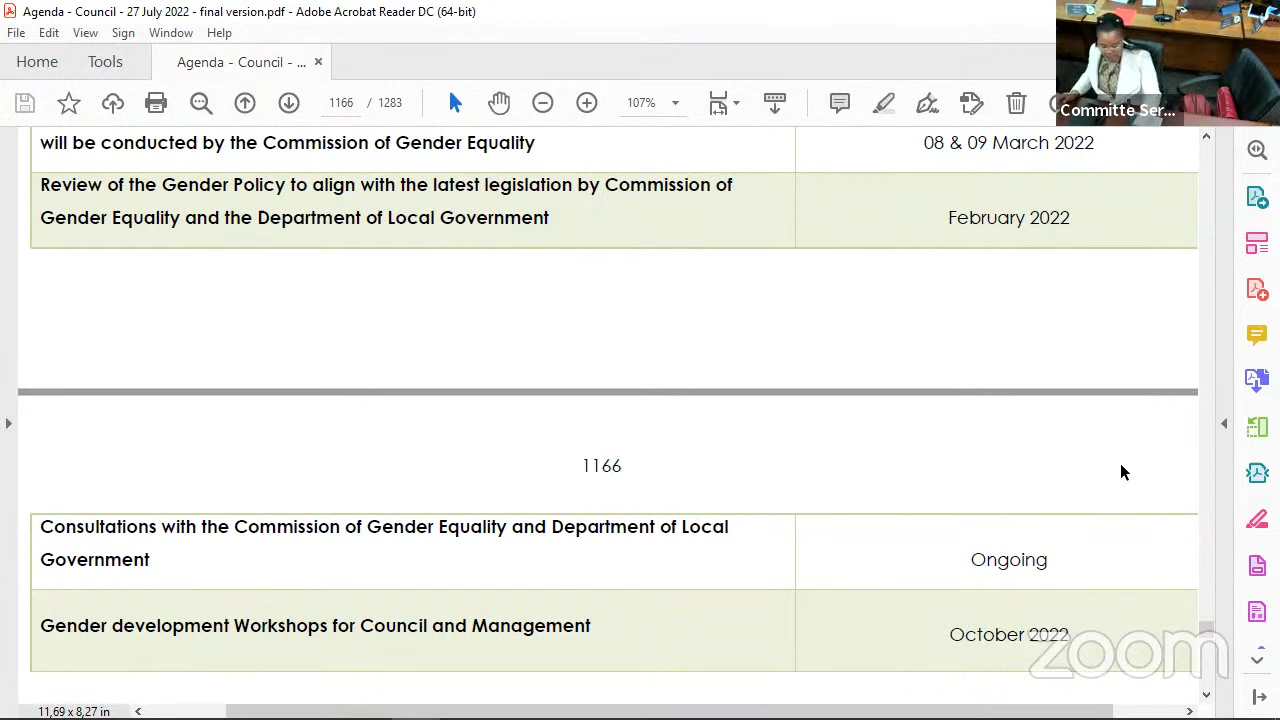 Agenda - Council - 27 July 2022 - final version.pdf - Adobe Acrobat Reader DC (64-bit)
File Edit View Sign Window Help
Home Tools Agenda - Council - ... ×
1166 / 1283 107%
Committe Ser...
will be conducted by the Commission of Gender Equality 08 & 09 March 2022
Review of the Gender Policy to align with the latest legislation by Commission of
Gender Equality and the Department of Local Government February 2022
1166
Consultations with the Commission of Gender Equality and Department of Local
Government Ongoing
Gender development Workshops for Council and Management October 2022
zoom
11,69 x 8,27 in